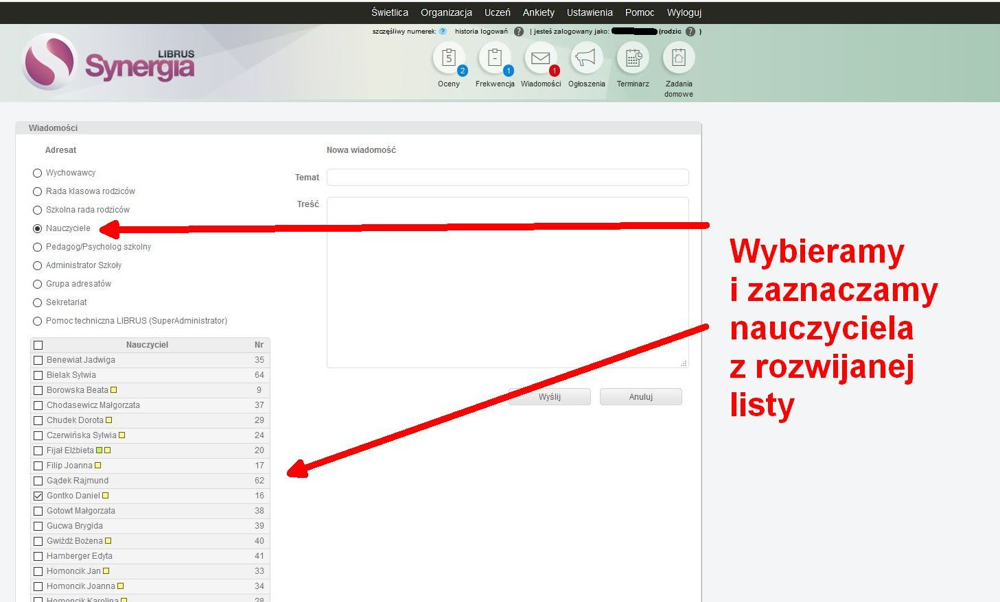 Świetlica Organizacja Uczeń Ankiety Ustawienia Pomoc Wyloguj
szczęśliwy numerek: ? historia logowań ? | jesteś zalogowany jako: (rodzic ? )
LIBRUS
Synergia
5 2 - 1 1
Oceny Frekwencja Wiadomości Ogłoszenia Terminarz Zadania
domowe
Wiadomości
Adresat
Wychowawcy
Rada klasowa rodziców
Szkolna rada rodziców
Nauczyciele
Pedagog/Psycholog szkolny
Administrator Szkoły
Grupa adresatów
Sekretariat
Pomoc techniczna LIBRUS (SuperAdministrator)
Nauczyciel Nr
Benewiat Jadwiga 35
Bielak Sylwia 64
Borowska Beata 9
Chodasewicz Małgorzata 37
Chudek Dorota 29
Czerwińska Sylwia 24
Fijał Elżbieta 20
Filip Joanna 17
Gądek Rajmund 62
Gontko Daniel 16
Gotowt Małgorzata 38
Gucwa Brygida 39
Gwiżdż Bożena 40
Hamberger Edyta 41
Homoncik Jan 33
Homoncik Joanna 34
Homoncik Karolina 28
Nowa wiadomość
Temat
Treść
Wyślij Anuluj
Wybieramy
i zaznaczamy
nauczyciela
z rozwijanej
listy